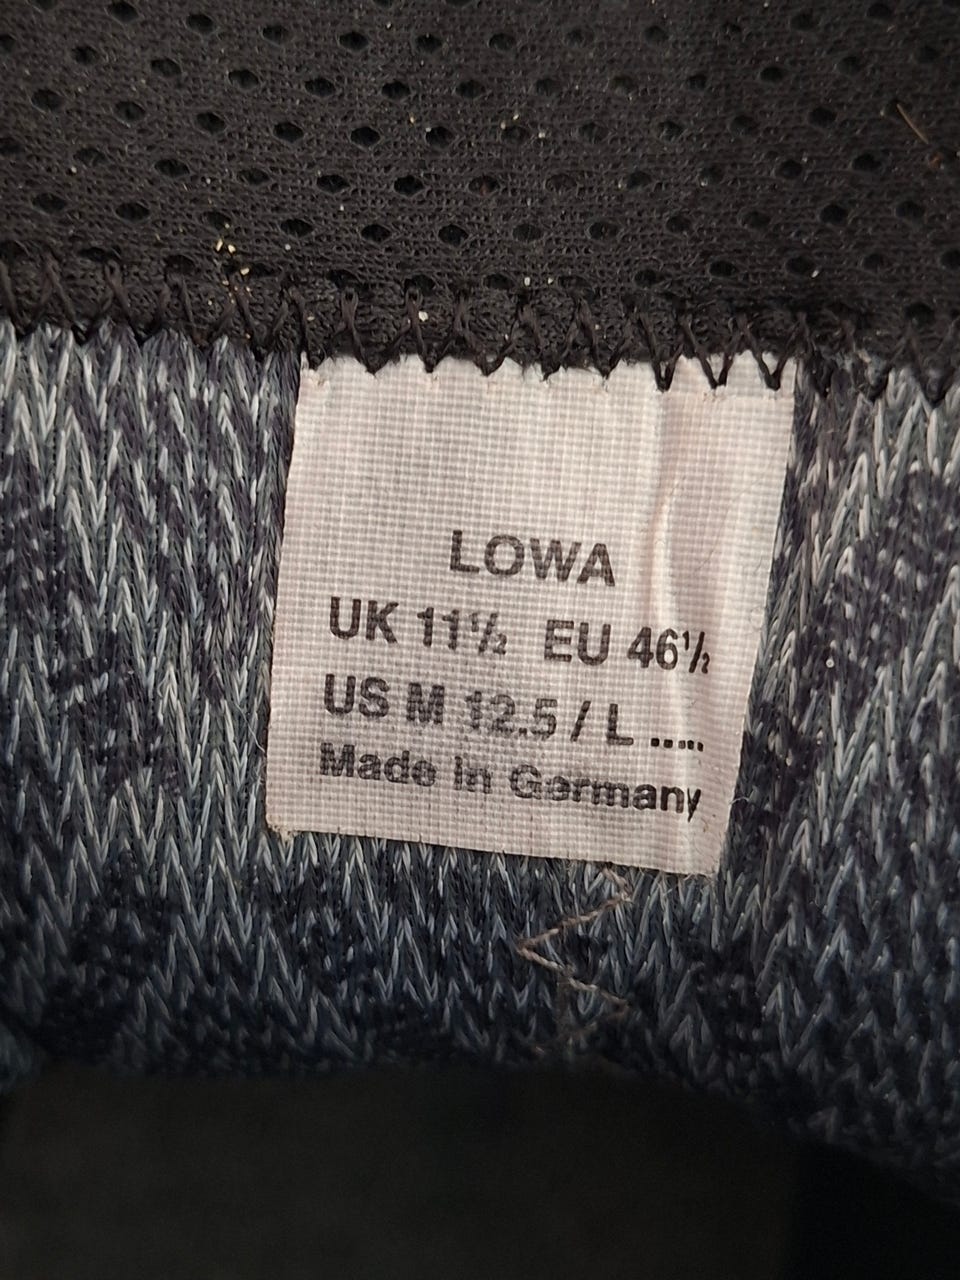 LOWA
UK 11½ EU 46½
US M 12.5 / L .....
Made in Germany